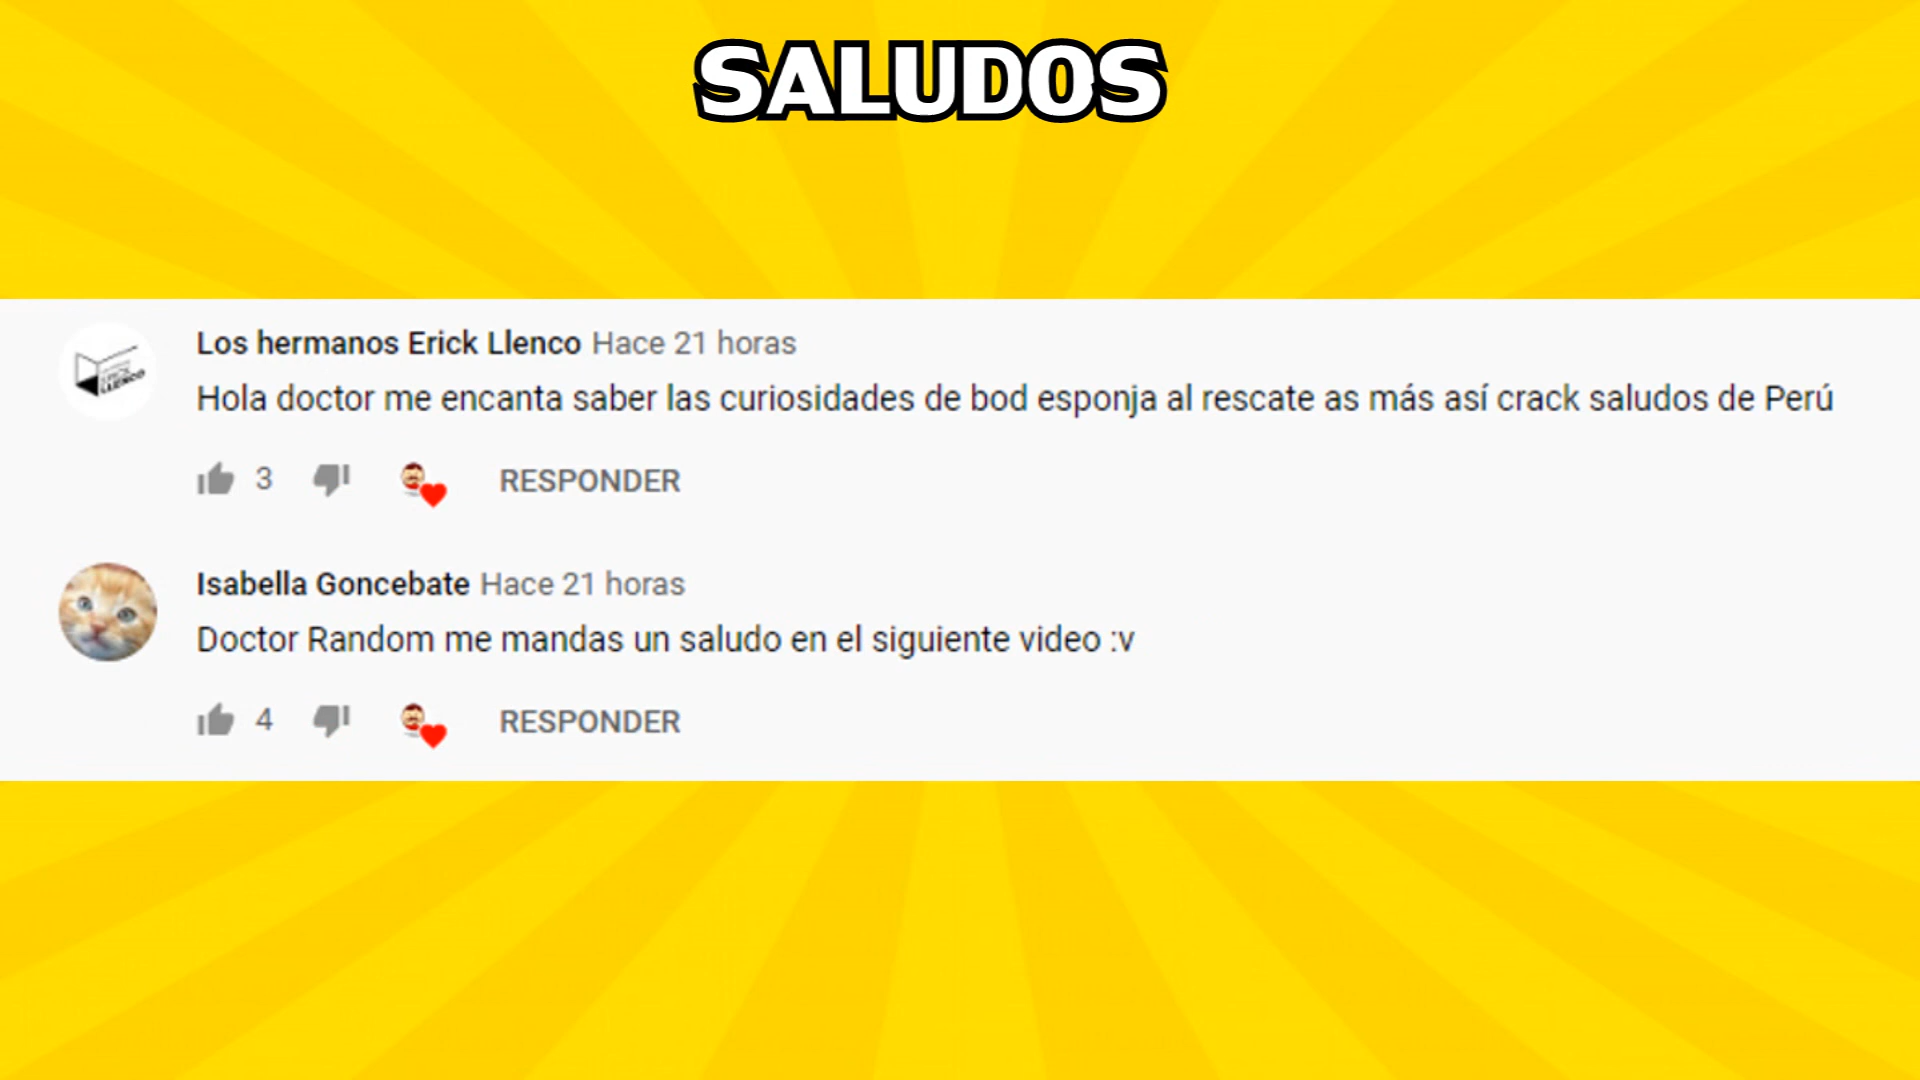 SALUDOS
Los hermanos Erick Llenco Hace 21 horas
Hola doctor me encanta saber las curiosidades de bod esponja al rescate as más así crack saludos de Perú
3 RESPONDER
Isabella Goncebate Hace 21 horas
Doctor Random me mandas un saludo en el siguiente video :v
4 RESPONDER